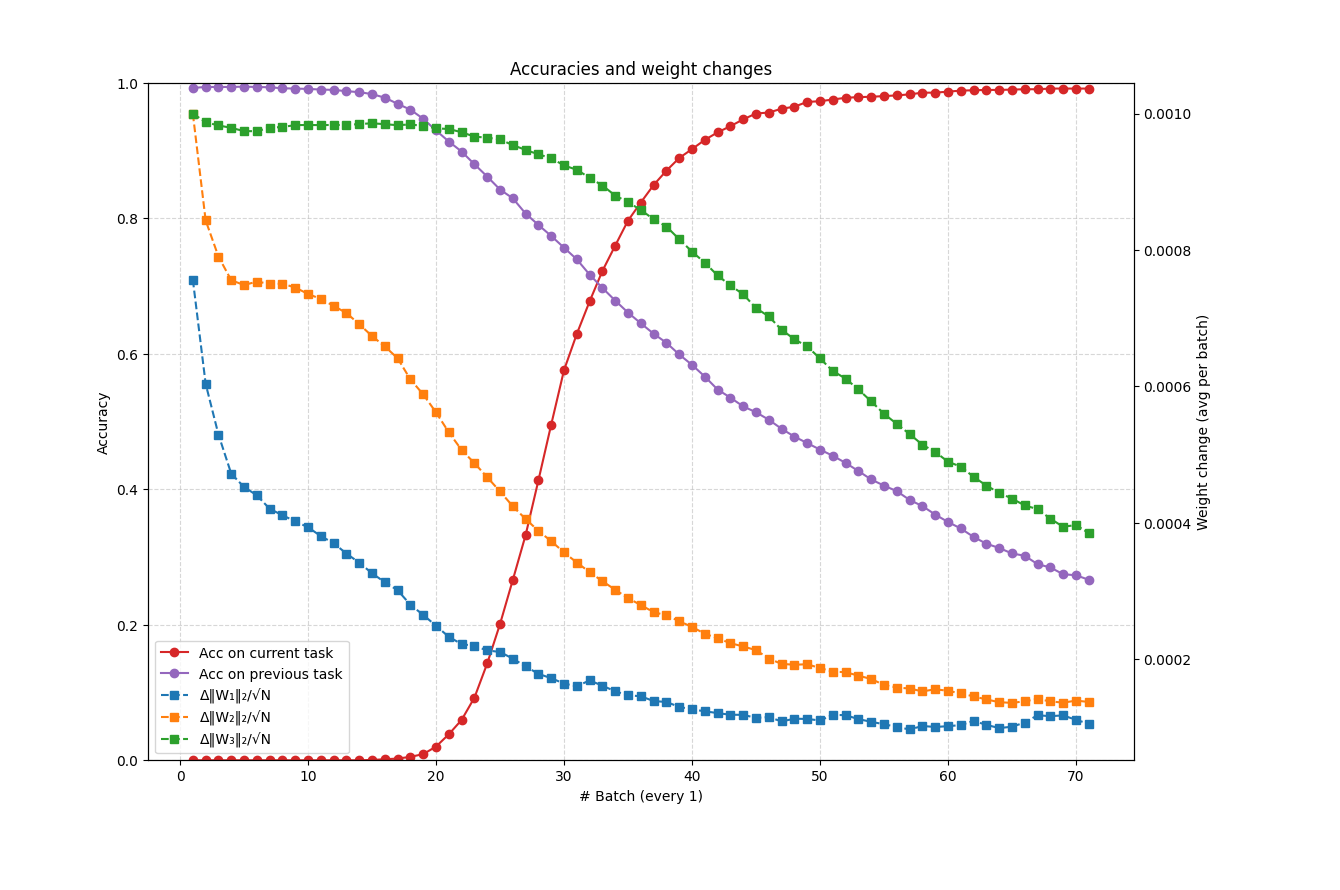 Accuracies and weight changes
1.0
0.8
0.6
0.4
0.2
0.0
Accuracy
0.0010
0.0008
0.0006
0.0004
0.0002
Weight change (avg per batch)
Acc on current task
Acc on previous task
Δ‖W₁‖₂/√N
Δ‖W₂‖₂/√N
Δ‖W₃‖₂/√N
0 10 20 30 40 50 60 70
# Batch (every 1)